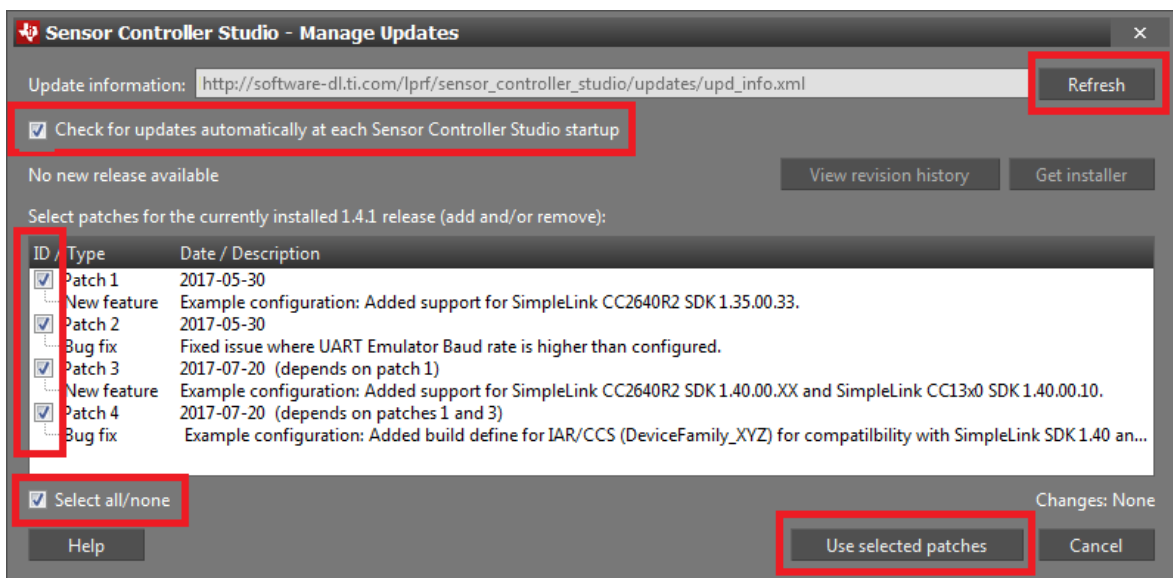 Sensor Controller Studio - Manage Updates
Update information: http://software-dl.ti.com/lprf/sensor_controller_studio/updates/upd_info.xml Refresh
Check for updates automatically at each Sensor Controller Studio startup
No new release available View revision history Get installer
Select patches for the currently installed 1.4.1 release (add and/or remove):
ID / Type Date / Description
Patch 1 2017-05-30
New feature Example configuration: Added support for SimpleLink CC2640R2 SDK 1.35.00.33.
Patch 2 2017-05-30
Bug fix Fixed issue where UART Emulator Baud rate is higher than configured.
Patch 3 2017-07-20 (depends on patch 1)
New feature Example configuration: Added support for SimpleLink CC2640R2 SDK 1.40.00.XX and SimpleLink CC13x0 SDK 1.40.00.10.
Patch 4 2017-07-20 (depends on patches 1 and 3)
Bug fix Example configuration: Added build define for IAR/CCS (DeviceFamily_XYZ) for compatilbility with SimpleLink SDK 1.40 an...
Select all/none Changes: None
Help Use selected patches Cancel